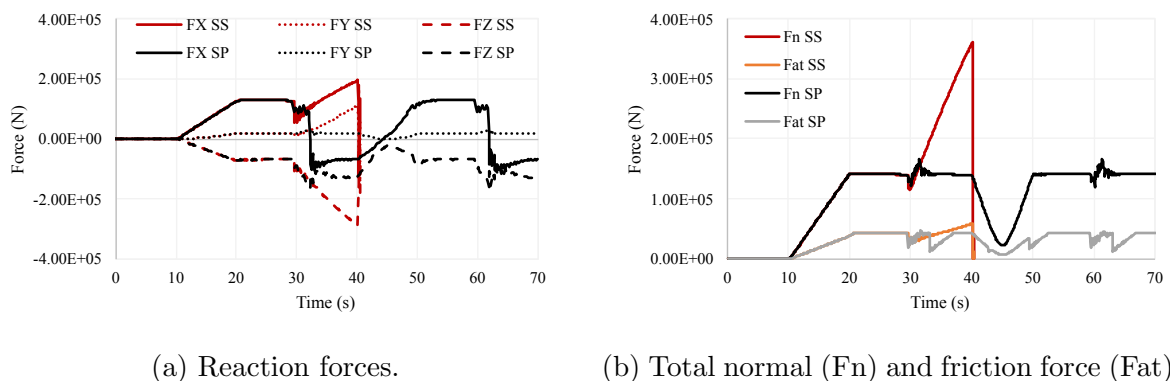 4.00E+05
2.00E+05
0.00E+00
-2.00E+05
-4.00E+05
Force (N)
FX SS
FY SS
FZ SS
FX SP
FY SP
FZ SP
0 10 20 30 40 50 60 70
Time (s)
4.00E+05
3.00E+05
2.00E+05
1.00E+05
0.00E+00
Force (N)
Fn SS
Fat SS
Fn SP
Fat SP
0 10 20 30 40 50 60 70
Time (s)
(a) Reaction forces.
(b) Total normal (Fn) and friction force (Fat)